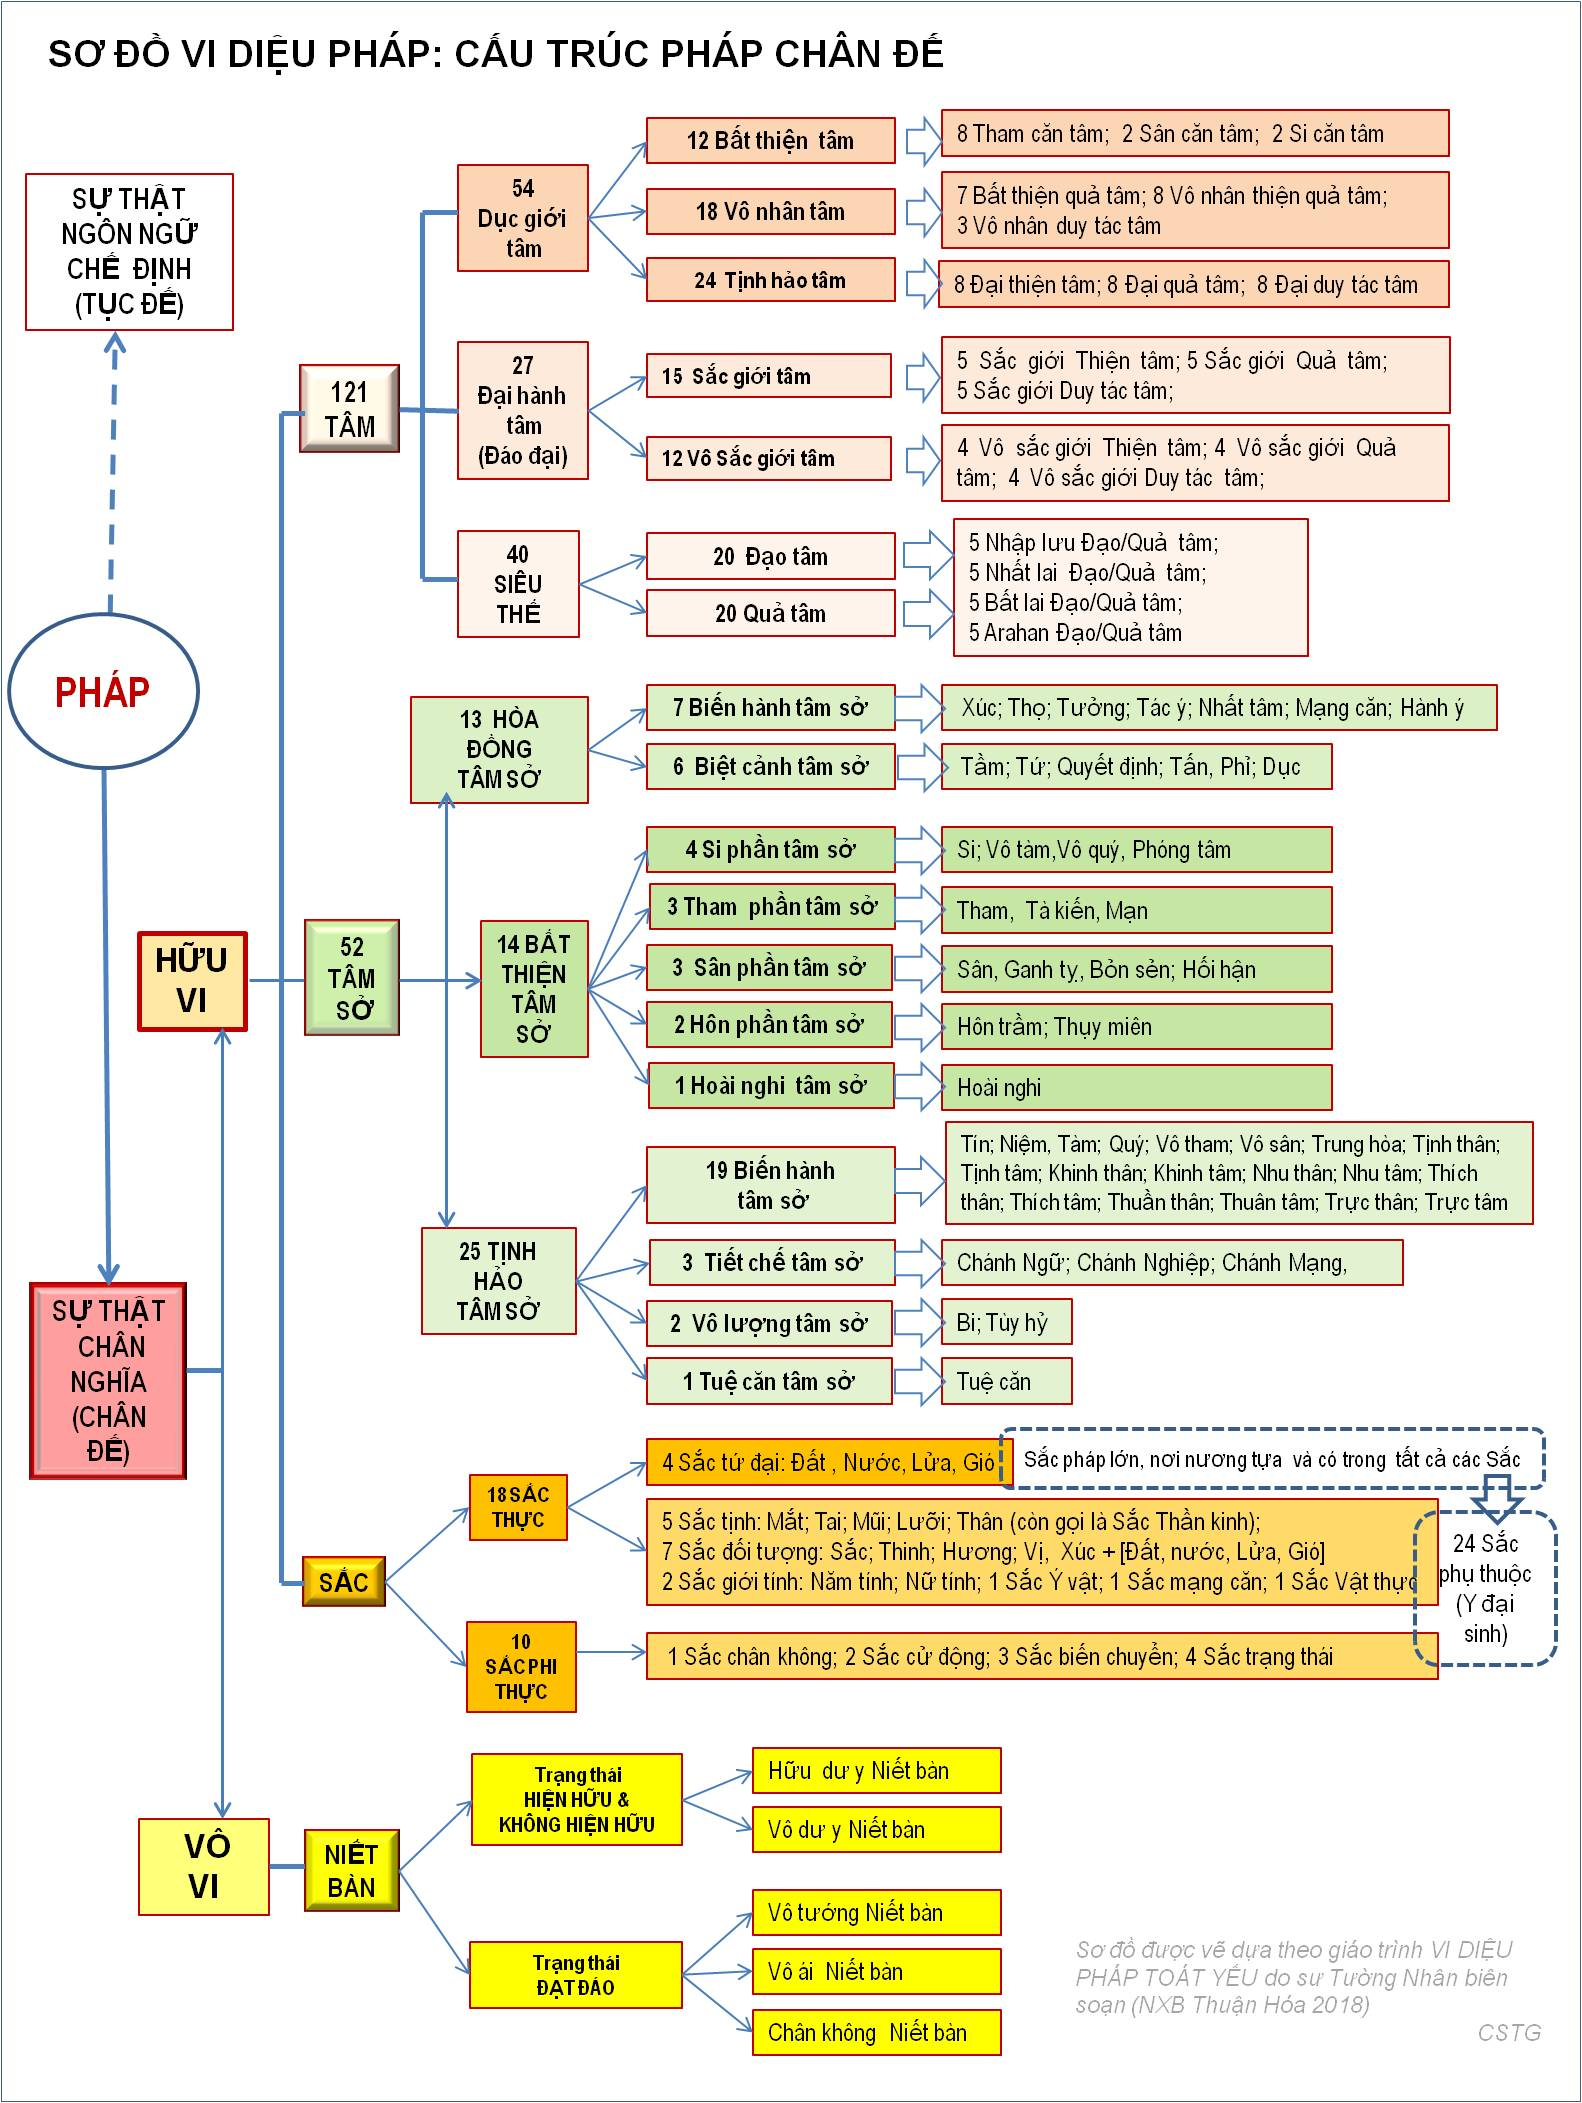 SƠ ĐỒ VI DIỆU PHÁP: CẤU TRÚC PHÁP CHÂN ĐẾ
SỰ THẬT
NGÔN NGỮ
CHẾ ĐỊNH
(TỤC ĐẾ)
PHÁP
SỰ THẬT
CHÂN
NGHĨA
(CHÂN
ĐẾ)
HỮU
VI
VÔ
VI
121
TÂM
54
Dục giới
tâm
12 Bất thiện tâm
8 Tham căn tâm; 2 Sân căn tâm; 2 Si căn tâm
18 Vô nhân tâm
7 Bất thiện quả tâm; 8 Vô nhân thiện quả tâm;
3 Vô nhân duy tác tâm
24 Tịnh hảo tâm
8 Đại thiện tâm; 8 Đại quả tâm; 8 Đại duy tác tâm
27
Đại hành
tâm
(Đáo đại)
15 Sắc giới tâm
5 Sắc giới Thiện tâm; 5 Sắc giới Quả tâm;
5 Sắc giới Duy tác tâm;
12 Vô Sắc giới tâm
4 Vô sắc giới Thiện tâm; 4 Vô sắc giới Quả
tâm; 4 Vô sắc giới Duy tác tâm;
40
SIÊU
THẾ
20 Đạo tâm
20 Quả tâm
5 Nhập lưu Đạo/Quả tâm;
5 Nhất lai Đạo/Quả tâm;
5 Bất lai Đạo/Quả tâm;
5 Arahan Đạo/Quả tâm
52
TÂM
SỞ
13 HÒA
ĐỒNG
TÂM SỞ
7 Biến hành tâm sở
Xúc; Thọ; Tưởng; Tác ý; Nhất tâm; Mạng căn; Hành ý
6 Biệt cảnh tâm sở
Tầm; Tứ; Quyết định; Tấn, Phỉ; Dục
14 BẤT
THIỆN
TÂM
SỞ
4 Si phần tâm sở
Si; Vô tàm,Vô quý, Phóng tâm
3 Tham phần tâm sở
Tham, Tà kiến, Mạn
3 Sân phần tâm sở
Sân, Ganh tỵ, Bỏn sẻn; Hối hận
2 Hôn phần tâm sở
Hôn trầm; Thụy miên
1 Hoài nghi tâm sở
Hoài nghi
25 TỊNH
HẢO
TÂM SỞ
19 Biến hành
tâm sở
Tín; Niệm, Tàm; Quý; Vô tham; Vô sân; Trung hòa; Tịnh thân;
Tịnh tâm; Khinh thân; Khinh tâm; Nhu thân; Nhu tâm; Thích
thân; Thích tâm; Thuần thân; Thuân tâm; Trực thân; Trực tâm
3 Tiết chế tâm sở
Chánh Ngữ; Chánh Nghiệp; Chánh Mạng,
2 Vô lượng tâm sở
Bi; Tùy hỷ
1 Tuệ căn tâm sở
Tuệ căn
SẮC
18 SẮC
THỰC
4 Sắc tứ đại: Đất , Nước, Lửa, Gió
Sắc pháp lớn, nơi nương tựa và có trong tất cả các Sắc
5 Sắc tịnh: Mắt; Tai; Mũi; Lưỡi; Thân (còn gọi là Sắc Thần kinh);
7 Sắc đối tượng: Sắc; Thinh; Hương; Vị, Xúc + [Đất, nước, Lửa, Gió]
2 Sắc giới tính: Năm tính; Nữ tính; 1 Sắc Ý vật; 1 Sắc mạng căn; 1 Sắc Vật thực
24 Sắc
phụ thuộc
(Y đại
sinh)
10
SẮC PHI
THỰC
1 Sắc chân không; 2 Sắc cử động; 3 Sắc biến chuyển; 4 Sắc trạng thái
NIẾT
BÀN
Trạng thái
HIỆN HỮU &
KHÔNG HIỆN HỮU
Hữu dư y Niết bàn
Vô dư y Niết bàn
Trạng thái
ĐẠT ĐÁO
Vô tướng Niết bàn
Vô ái Niết bàn
Chân không Niết bàn
Sơ đồ được vẽ dựa theo giáo trình VI DIỆU
PHÁP TOÁT YẾU do sư Tường Nhân biên
soạn (NXB Thuận Hóa 2018)
CSTG